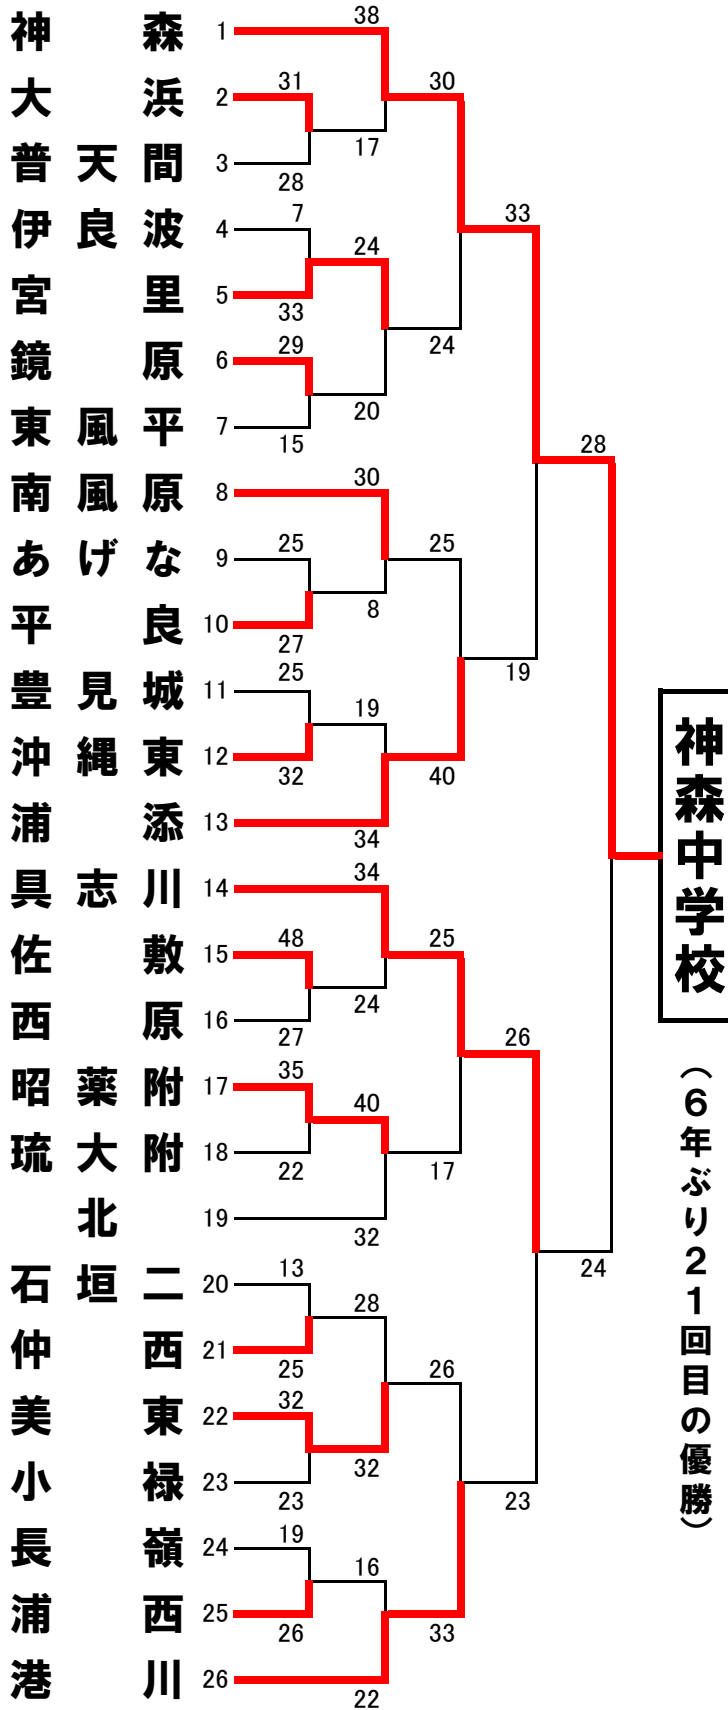 38
神森 1
31 30
大浜 2
17
普天間 3
28
7 33
伊良波 4
24
宮里 5
33
29 24
鏡原 6
20
東風平 7
15 28
30
南風原 8
25 25
あげな 9
8
平良 10
27
25 19
豊見城 11
19
沖縄東 12
32 40
浦添 13
34
34
具志川 14
48 25
佐敷 15
24
西原 16
27 26
35
昭薬附 17
40
琉大附 18
22 17
北 19
32
13 24
石垣二 20
28
仲西 21
25 26
32
美東 22
32
小禄 23
23 23
19
長嶺 24
16
浦西 25
26 33
港川 26
22
神森中学校
（６年ぶり２１回目の優勝）